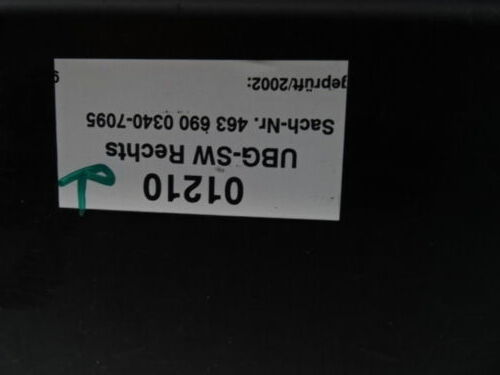 01210
UBG-SW Rechts
Sach-Nr. 463 690 0340-7095
geprüft/2002: